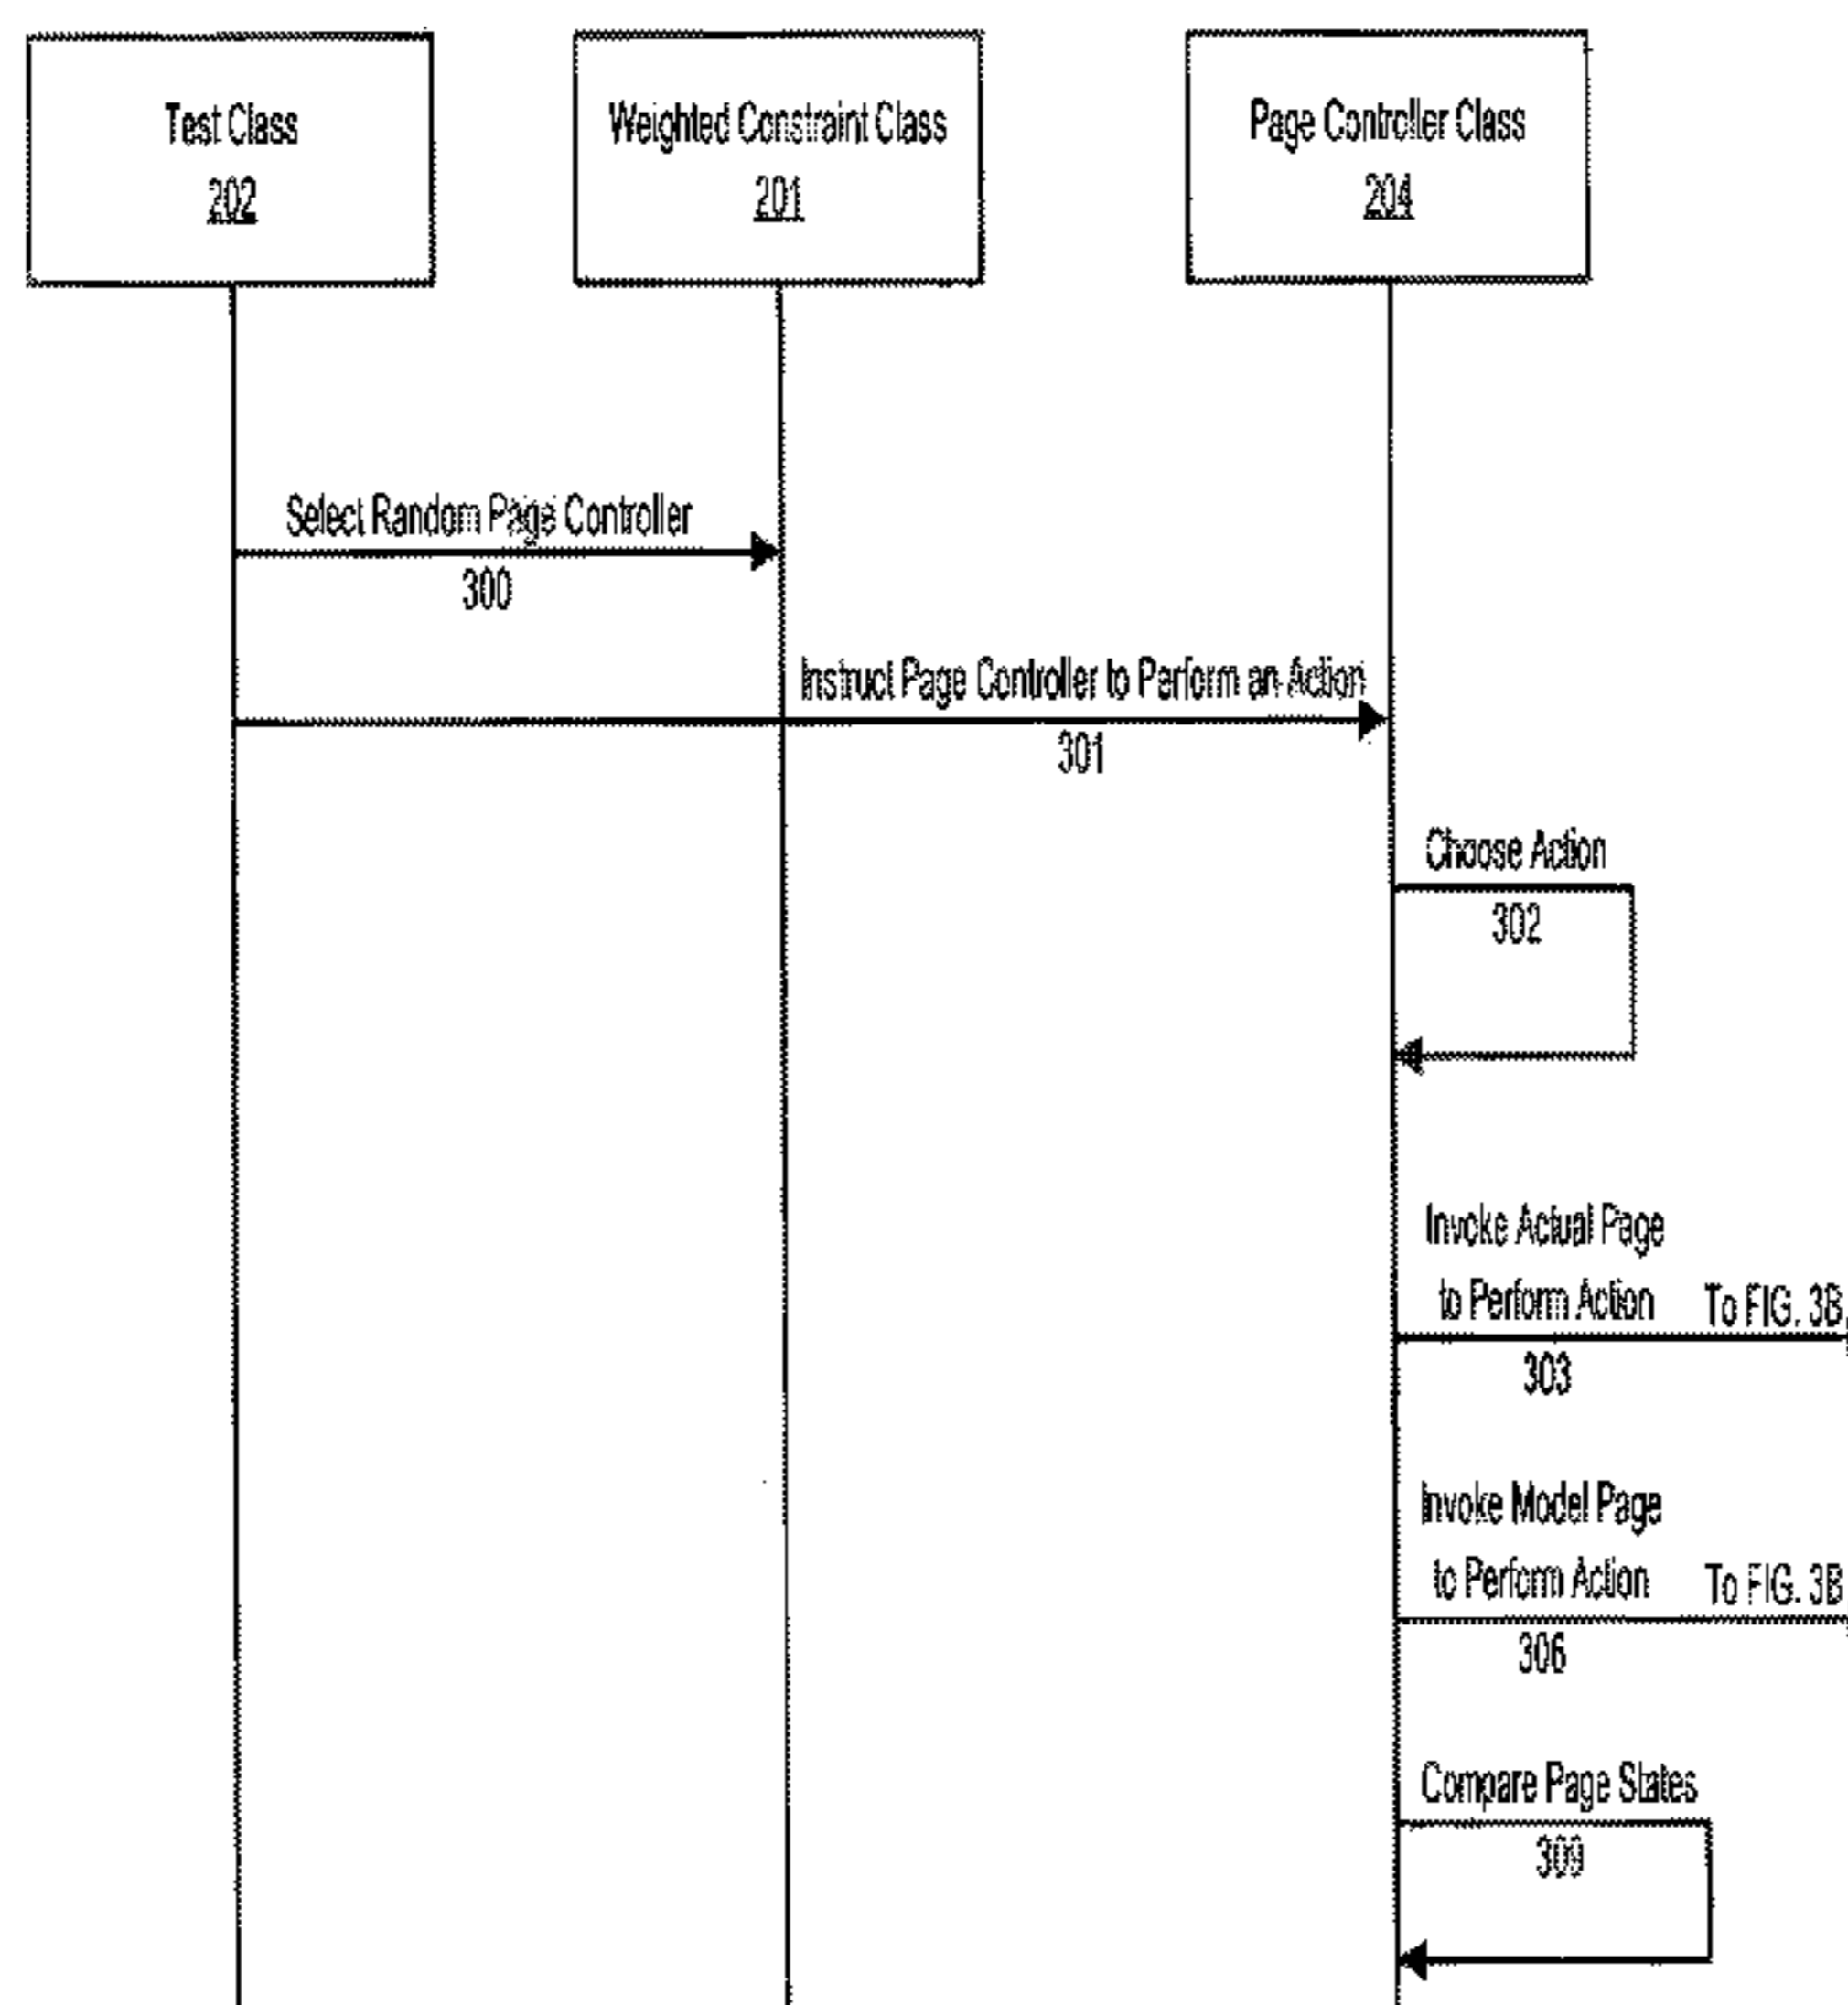 Test Class
202
Weighted Constraint Class
201
Page Controller Class
204
Select Random Page Controller
300
Instruct Page Controller to Perform an Action
301
Choose Action
302
Invoke Actual Page
to Perform Action
To FIG. 3B
303
Invoke Model Page
to Perform Action
To FIG. 3B
306
Compare Page States
309